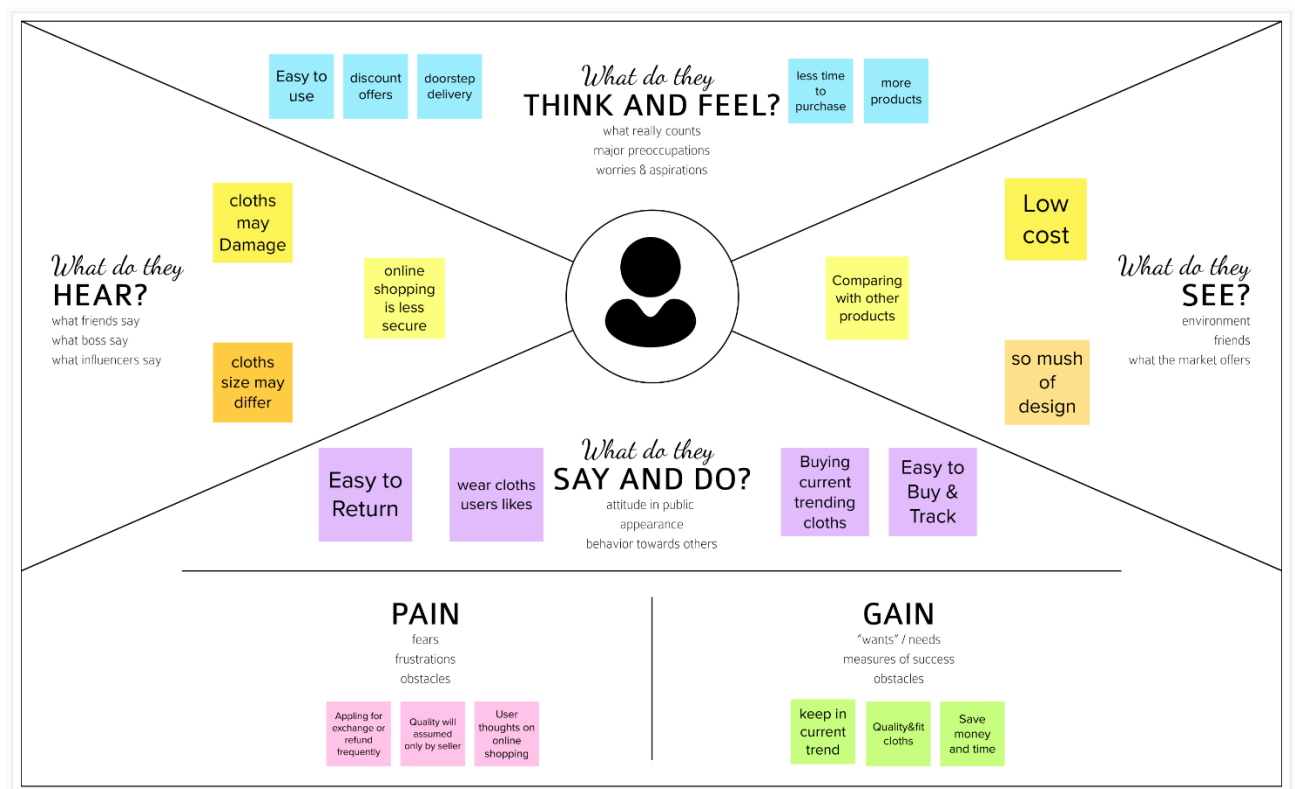 Easy to
use
discount
offers
doorstep
delivery
What do they
THINK AND FEEL?
what really counts
major preoccupations
worries & aspirations
less time
to
purchase
more
products
What do they
HEAR?
what friends say
what boss say
what influencers say
cloths
may
Damage
online
shopping
is less
secure
cloths
size may
differ
Comparing
with other
products
Low
cost
so mush
of
design
What do they
SEE?
environment
friends
what the market offers
Easy to
Return
wear cloths
users likes
What do they
SAY AND DO?
attitude in public
appearance
behavior towards others
Buying
current
trending
cloths
Easy to
Buy &
Track
PAIN
fears
frustrations
obstacles
Appling for
exchange or
refund
frequently
Quality will
assumed
only by seller
User
thoughts on
online
shopping
GAIN
"wants" / needs
measures of success
obstacles
keep in
current
trend
Quality&fit
cloths
Save
money
and time